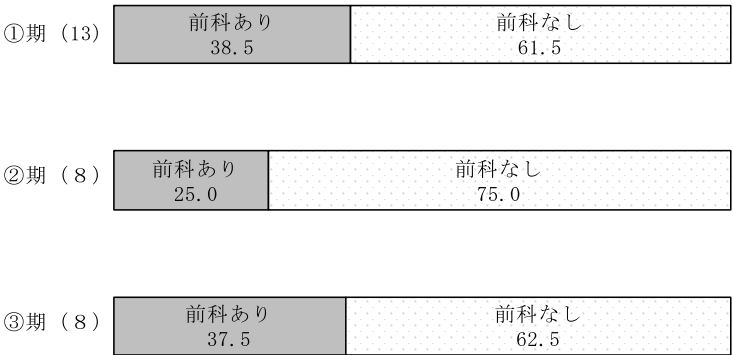 ①期（13） 前科あり 前科なし
38.5 61.5
②期（８） 前科あり 前科なし
25.0 75.0
③期（８） 前科あり 前科なし
37.5 62.5